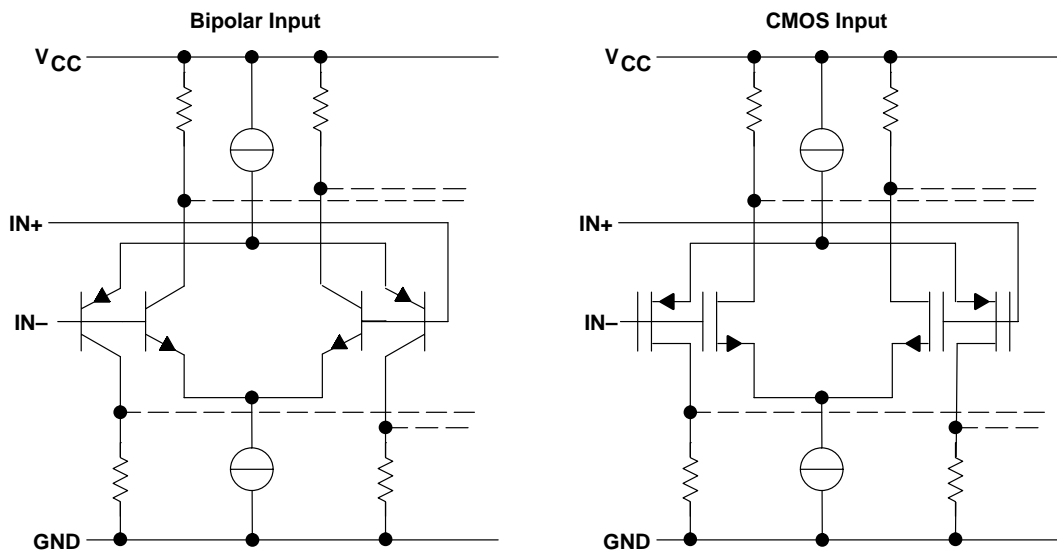 Bipolar Input
VCC
IN+
IN–
GND
CMOS Input
VCC
IN+
IN–
GND